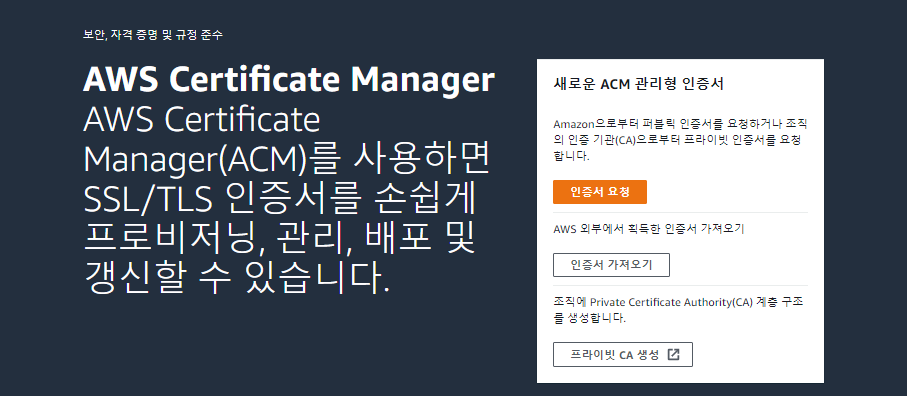 보안, 자격 증명 및 규정 준수
AWS Certificate Manager
AWS Certificate
Manager(ACM)를 사용하면
SSL/TLS 인증서를 손쉽게
프로비저닝, 관리, 배포 및
갱신할 수 있습니다.
새로운 ACM 관리형 인증서
Amazon으로부터 퍼블릭 인증서를 요청하거나 조직
의 인증 기관(CA)으로부터 프라이빗 인증서를 요청
합니다.
인증서 요청
AWS 외부에서 획득한 인증서 가져오기
인증서 가져오기
조직에 Private Certificate Authority(CA) 계층 구조
를 생성합니다.
프라이빗 CA 생성